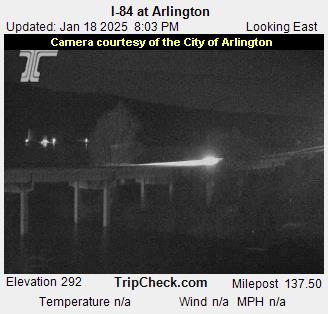 I-84 at Arlington
Updated: Jan 18 2025 8:03 PM Looking East
Camera courtesy of the City of Arlington
Elevation 292 TripCheck.com Milepost 137.50
Temperature n/a Wind n/a MPH n/a